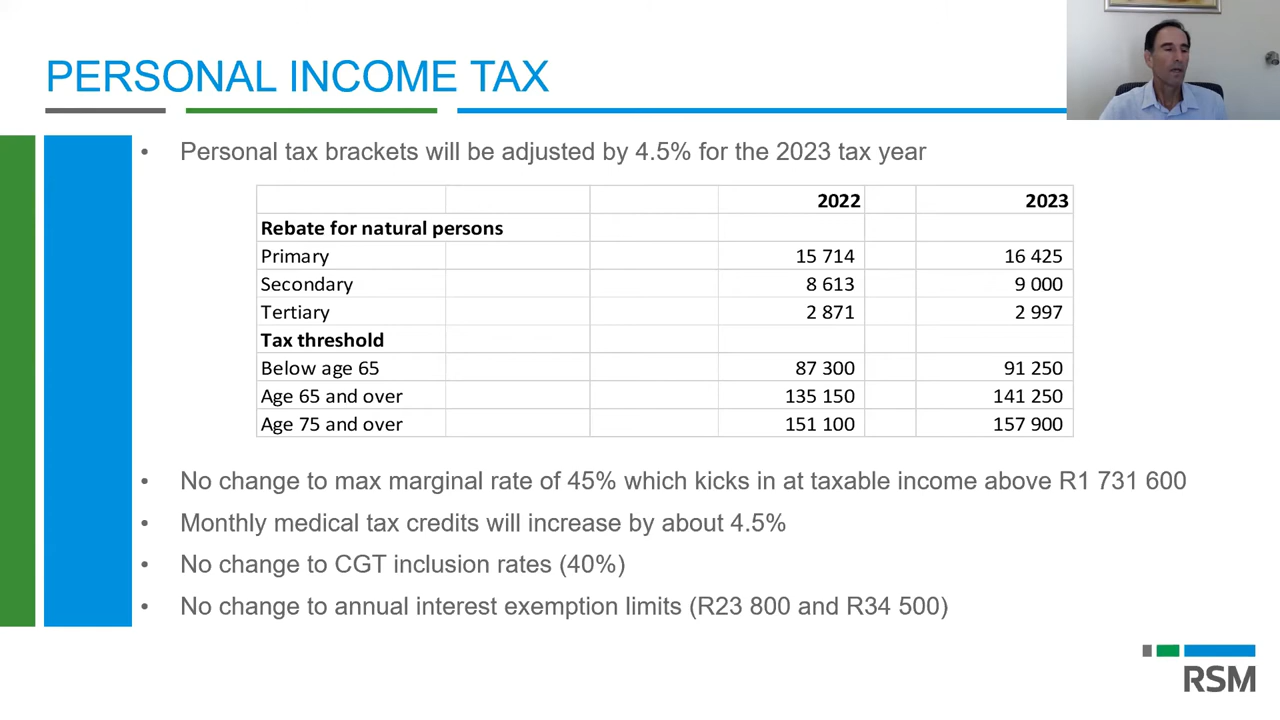 PERSONAL INCOME TAX
• Personal tax brackets will be adjusted by 4.5% for the 2023 tax year
2022 2023
Rebate for natural persons
Primary 15 714 16 425
Secondary 8 613 9 000
Tertiary 2 871 2 997
Tax threshold
Below age 65 87 300 91 250
Age 65 and over 135 150 141 250
Age 75 and over 151 100 157 900
• No change to max marginal rate of 45% which kicks in at taxable income above R1 731 600
• Monthly medical tax credits will increase by about 4.5%
• No change to CGT inclusion rates (40%)
• No change to annual interest exemption limits (R23 800 and R34 500)
RSM